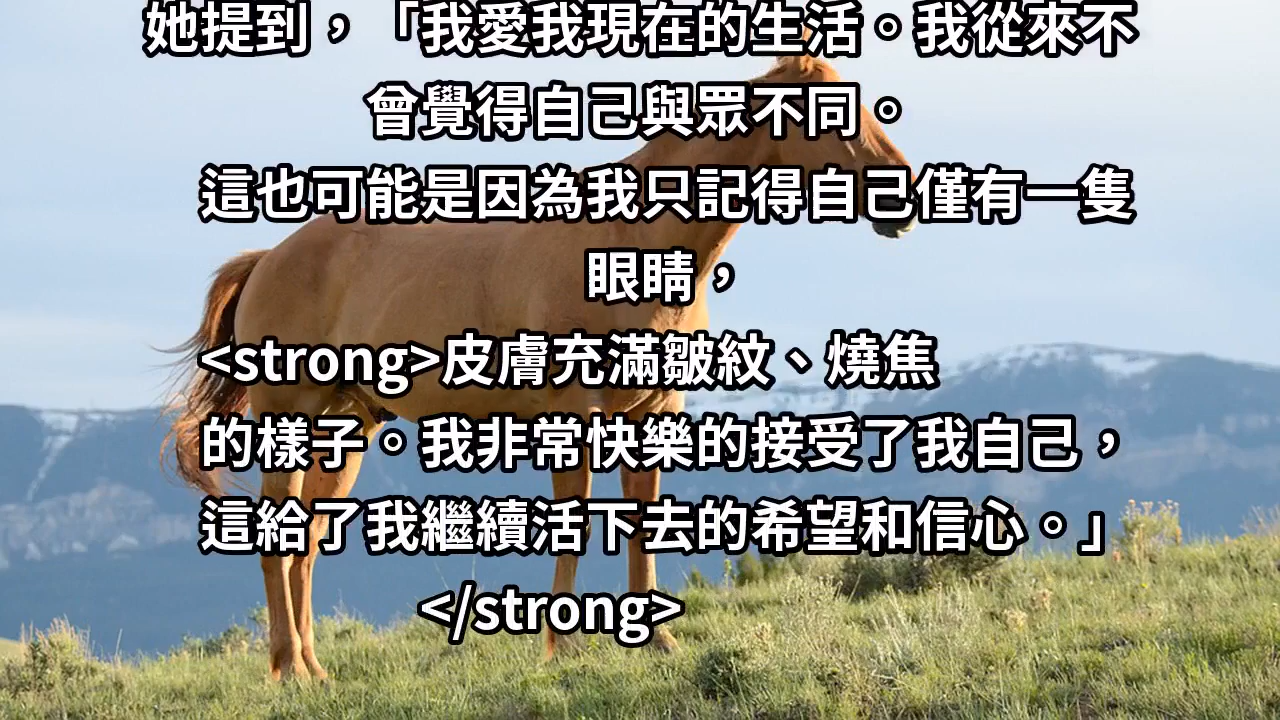 她提到，「我愛我現在的生活。我從來不
曾覺得自己與眾不同。
這也可能是因為我只記得自己僅有一隻
眼睛，
<strong>皮膚充滿皺紋、燒焦
的樣子。我非常快樂的接受了我自己，
這給了我繼續活下去的希望和信心。」
</strong>